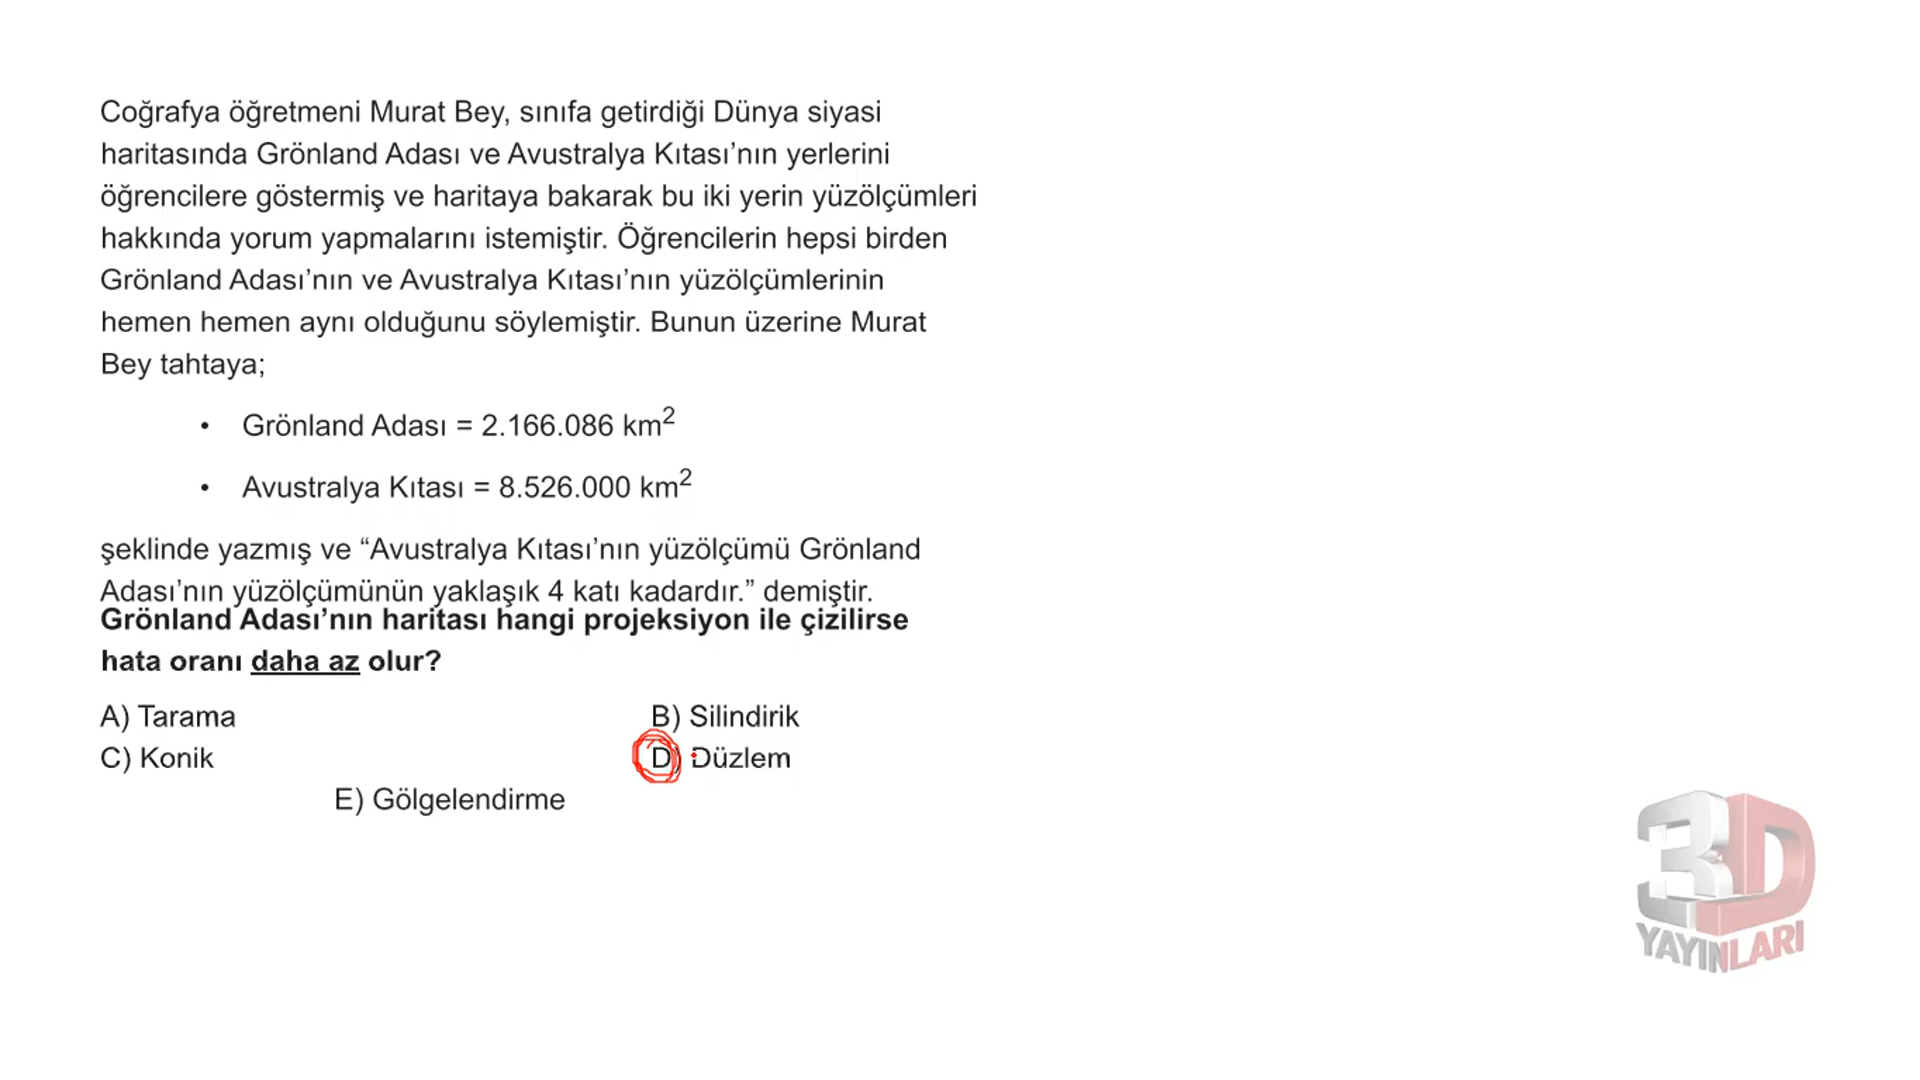 Coğrafya öğretmeni Murat Bey, sınıfa getirdiği Dünya siyasi
haritasında Grönland Adası ve Avustralya Kıtası’nın yerlerini
öğrencilere göstermiş ve haritaya bakarak bu iki yerin yüzölçümleri
hakkında yorum yapmalarını istemiştir. Öğrencilerin hepsi birden
Grönland Adası’nın ve Avustralya Kıtası’nın yüzölçümlerinin
hemen hemen aynı olduğunu söylemiştir. Bunun üzerine Murat
Bey tahtaya;
• Grönland Adası = 2.166.086 km²
• Avustralya Kıtası = 8.526.000 km²
şeklinde yazmış ve “Avustralya Kıtası’nın yüzölçümü Grönland
Adası’nın yüzölçümünün yaklaşık 4 katı kadardır.” demiştir.
Grönland Adası’nın haritası hangi projeksiyon ile çizilirse
hata oranı daha az olur?
A) Tarama B) Silindirik
C) Konik D) Düzlem
E) Gölgelendirme
3D
YAYINLARI